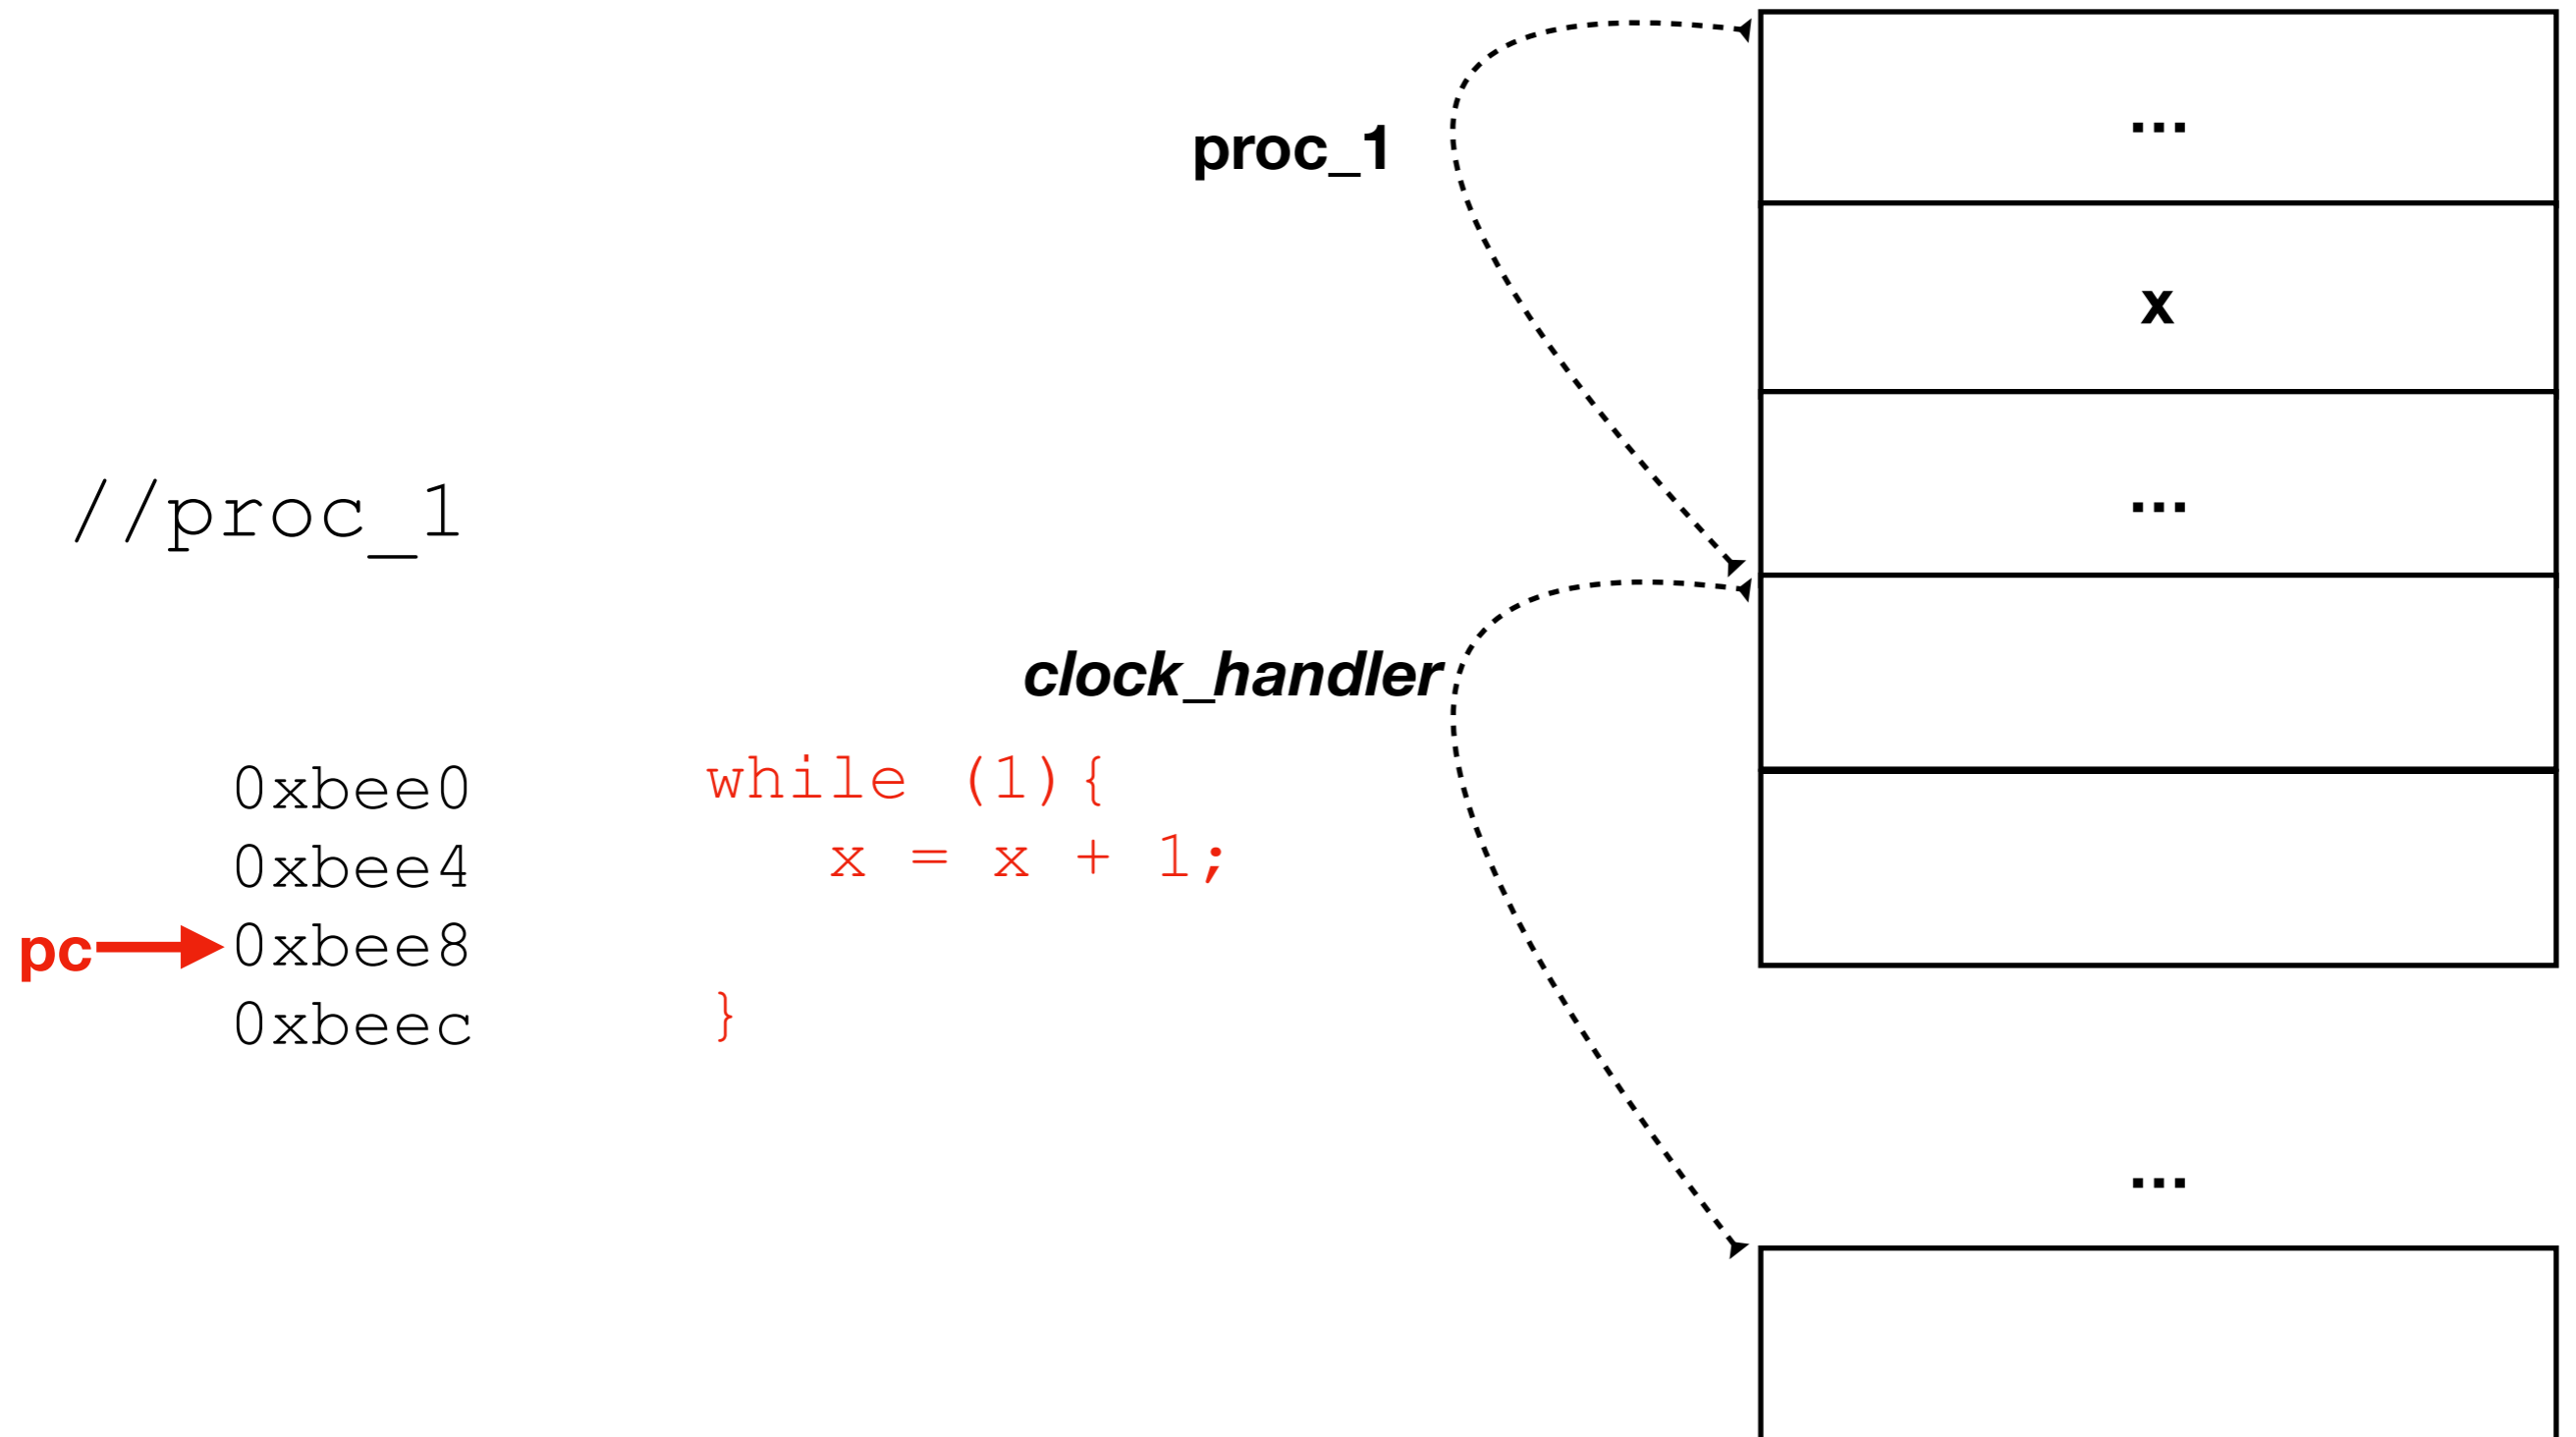 ...
proc_1
x
...
//proc_1
clock_handler
0xbee0 while (1){
0xbee4 x = x + 1;
pc 0xbee8
0xbeec }
...